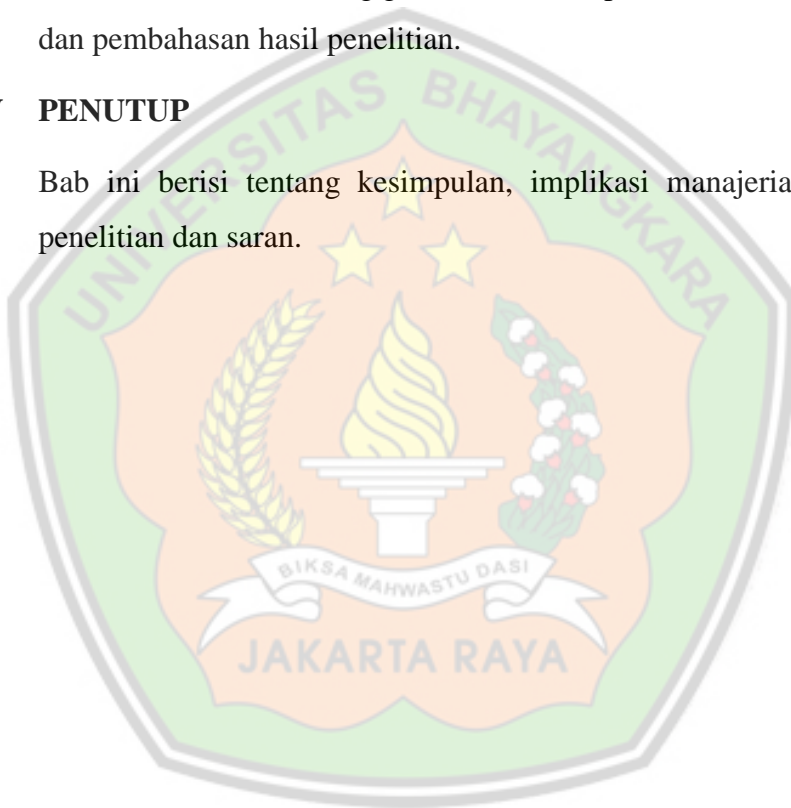 dan pembahasan hasil penelitian.
PENUTUP
Bab ini berisi tentang kesimpulan, implikasi
penelitian dan saran.
UNIVERSITAS BHAYANGKARA
BIKSA MAHWASTU DASI
JAKARTA RAYA